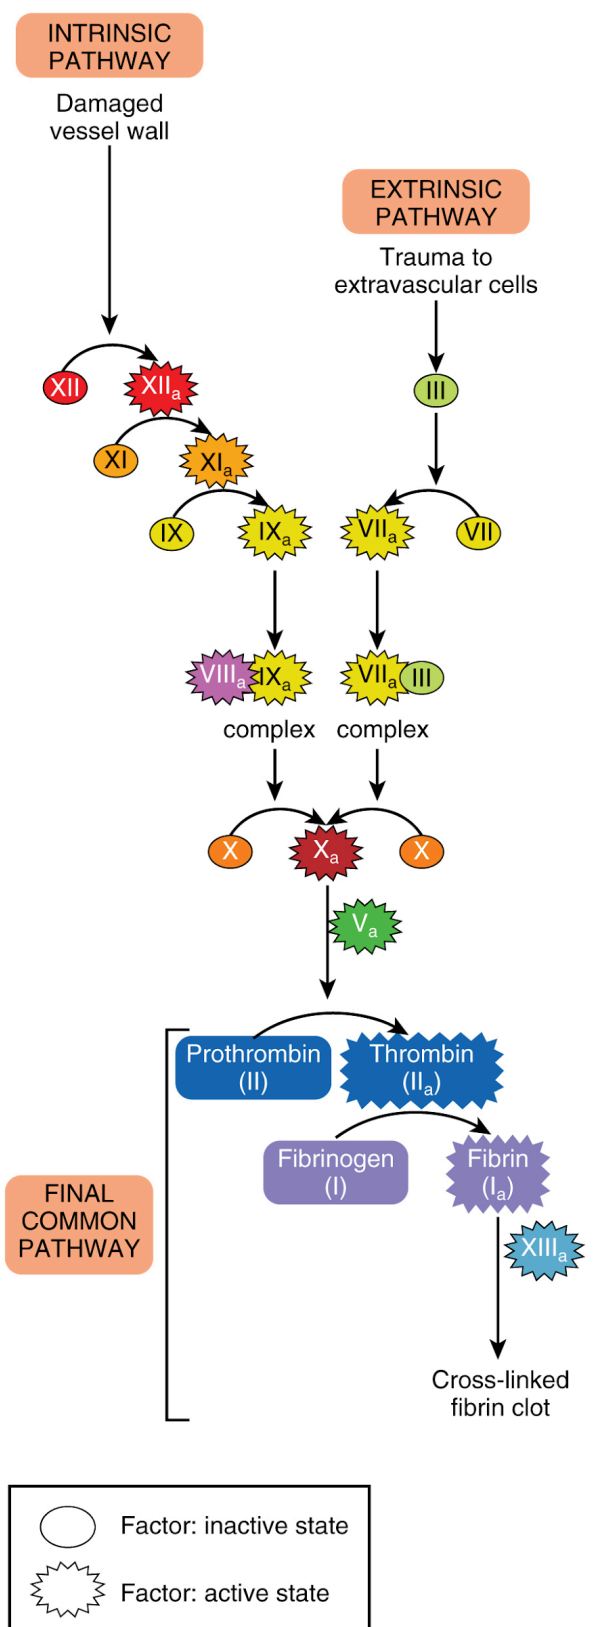 INTRINSIC
PATHWAY
Damaged
vessel wall
EXTRINSIC
PATHWAY
Trauma to
extravascular cells
XII
XIIa
III
XI
XIa
IX
IXa
VIIa
VII
VIIIa
IXa
VIIa
III
complex
complex
X
Xa
X
Va
Prothrombin
(II)
Thrombin
(IIa)
Fibrinogen
(I)
Fibrin
(Ia)
FINAL
COMMON
PATHWAY
XIIIa
Cross-linked
fibrin clot
Factor: inactive state
Factor: active state